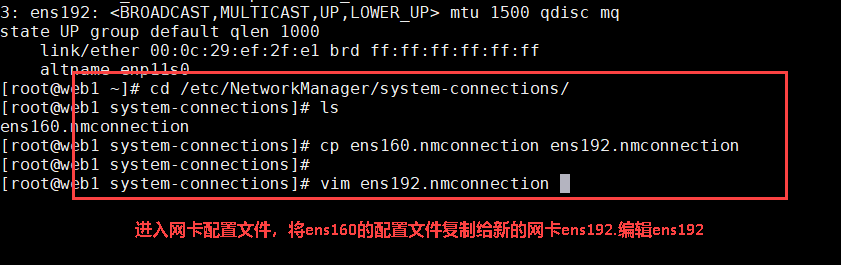 3: ens192: <BROADCAST,MULTICAST,UP,LOWER_UP> mtu 1500 qdisc mq
state UP group default qlen 1000
link/ether 00:0c:29:ef:2f:e1 brd ff:ff:ff:ff:ff:ff
altname enp11s0
[root@web1 ~]# cd /etc/NetworkManager/system-connections/
[root@web1 system-connections]# ls
ens160.nmconnection
[root@web1 system-connections]# cp ens160.nmconnection ens192.nmconnection
[root@web1 system-connections]#
[root@web1 system-connections]# vim ens192.nmconnection
进入网卡配置文件，将ens160的配置文件复制给新的网卡ens192.编辑ens192